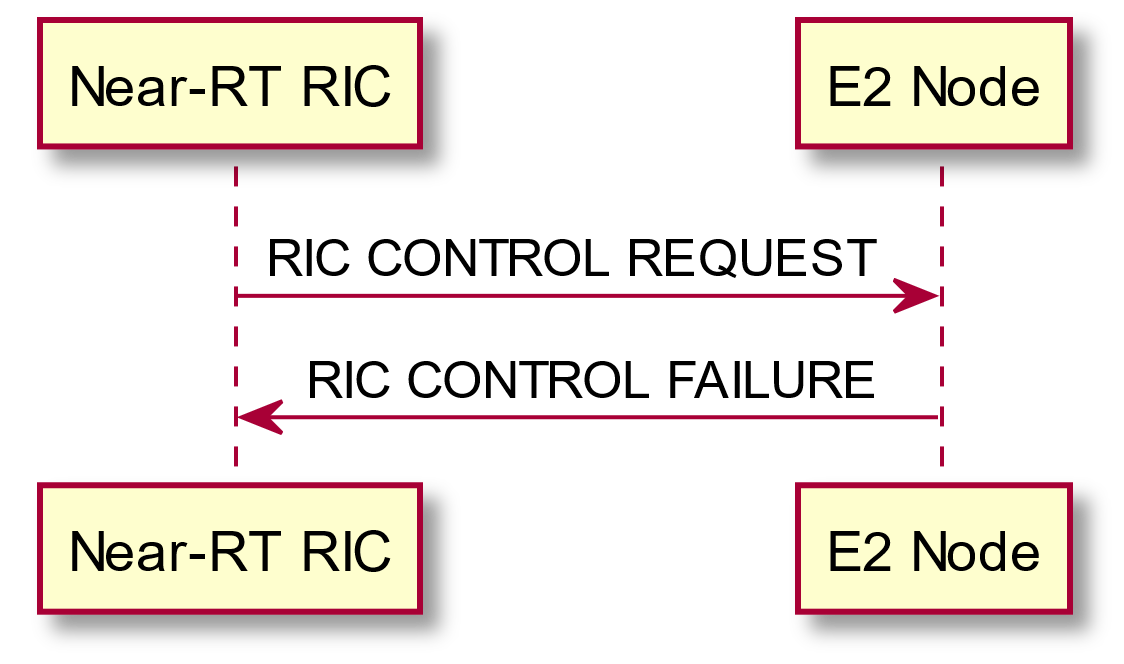 Near-RT RIC
E2 Node
RIC CONTROL REQUEST
RIC CONTROL FAILURE
Near-RT RIC
E2 Node